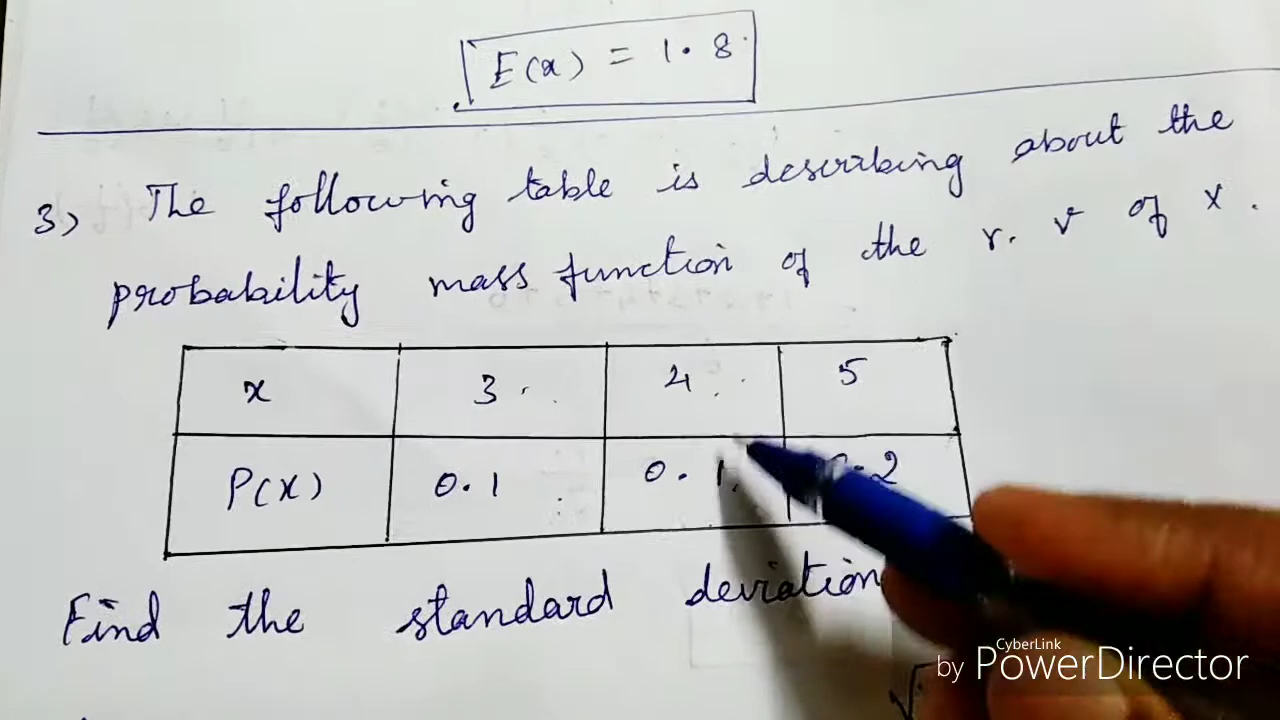 E(x) = 1.8
3) The following table is describing about the
probability mass function of the r.v of x.
x 3 4 5
P(x) 0.1 0.1 .2
Find the standard deviation
CyberLink
by PowerDirector